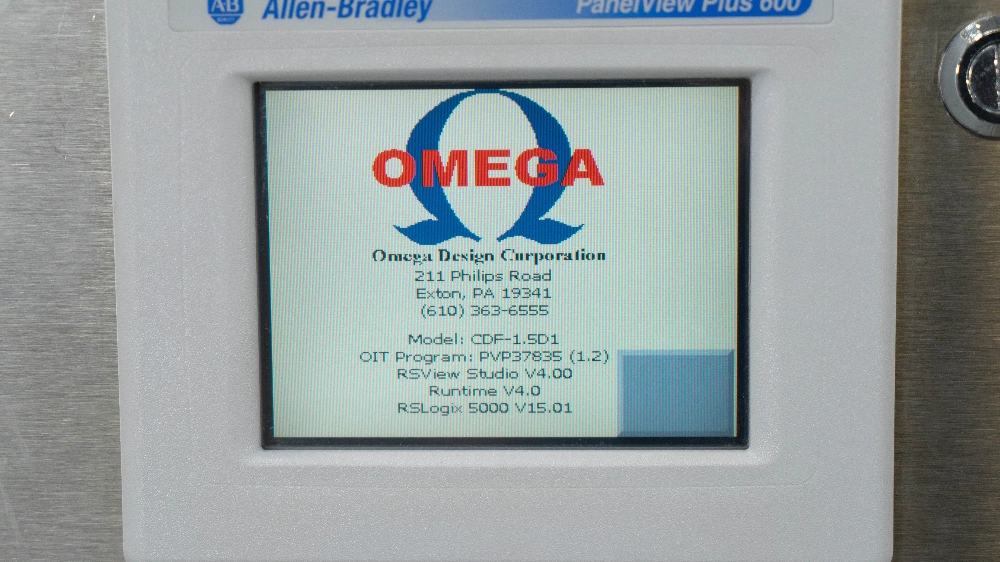 AB
Allen-Bradley
PanelView Plus 600
OMEGA
Omega Design Corporation
211 Philips Road
Exton, PA 19341
(610) 363-6555
Model: CDF-1.5D1
OIT Program: PVP37835 (1.2)
RSView Studio V4.00
Runtime V4.0
RSLogix 5000 V15.01